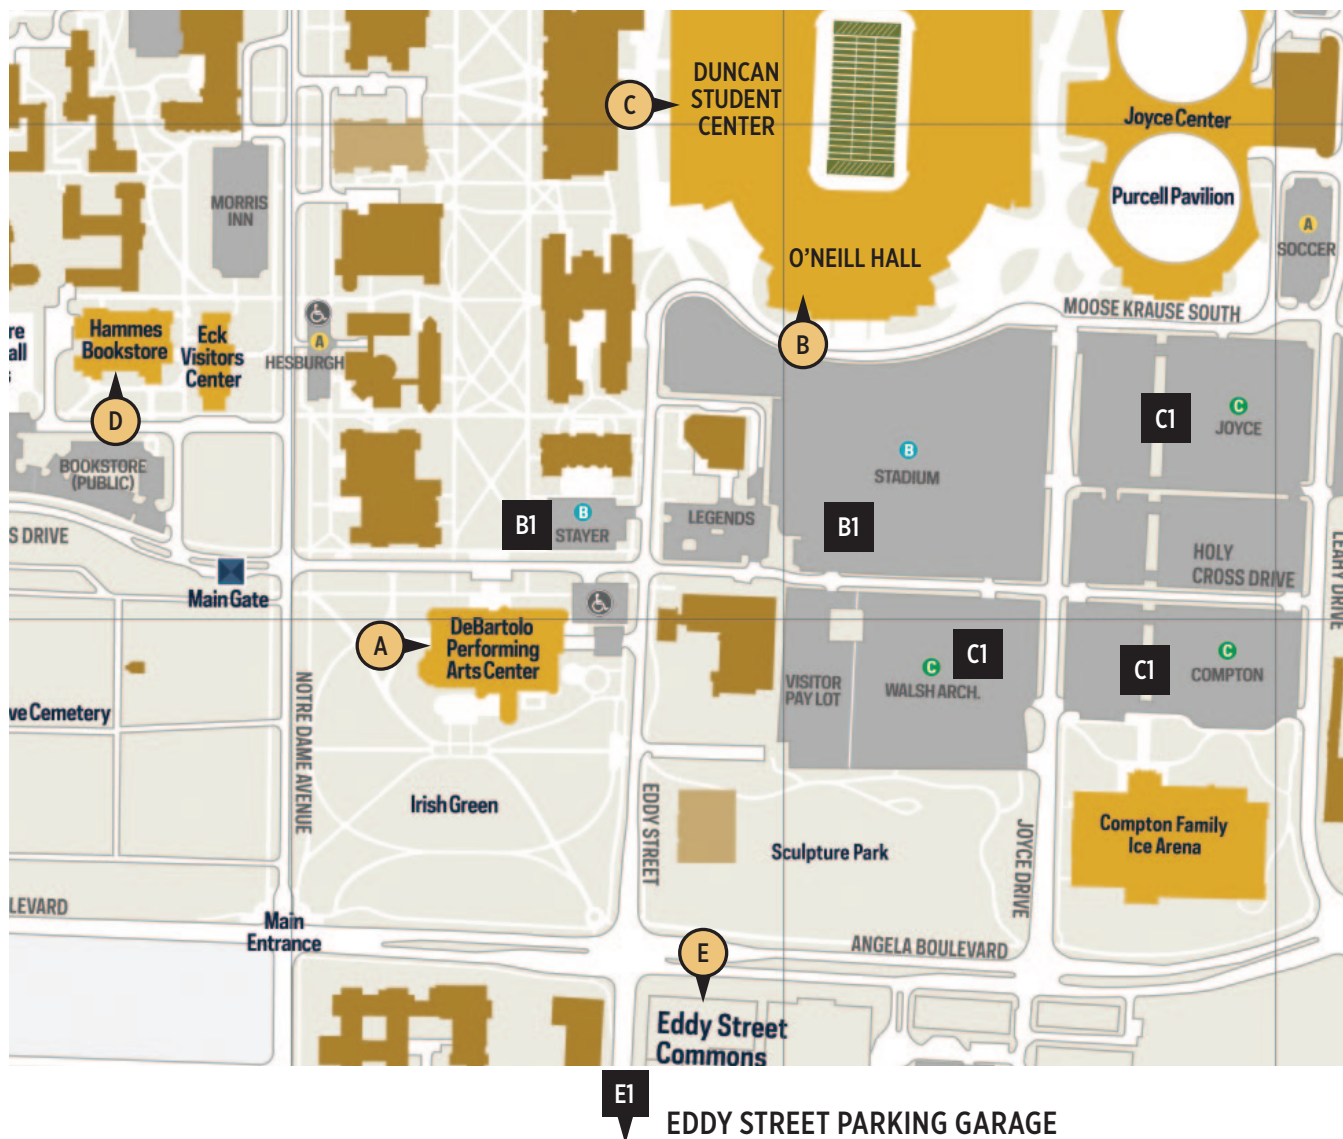 DUNCAN
STUDENT
CENTER
C
Joyce Center
Purcell Pavilion
MORRIS
INN
A
SOCCER
O'NEILL HALL
MOOSE KRAUSE SOUTH
Hammes
Bookstore
Eck
Visitors
Center
A
HESBURGH
B
D
C1
C
JOYCE
BOOKSTORE
(PUBLIC)
B
STADIUM
B1
B
STAYER
LEGENDS
B1
S DRIVE
HOLY
CROSS DRIVE
LEAHY DRIVE
Main Gate
A
DeBartolo
Performing
Arts Center
C1
C
WALSH ARCH.
VISITOR
PAY LOT
C1
C
COMPTON
ve Cemetery
NOTRE DAME AVENUE
Irish Green
EDDY STREET
Sculpture Park
JOYCE DRIVE
Compton Family
Ice Arena
LEVARD
Main
Entrance
ANGELA BOULEVARD
E
Eddy Street
Commons
E1
EDDY STREET PARKING GARAGE
re
all